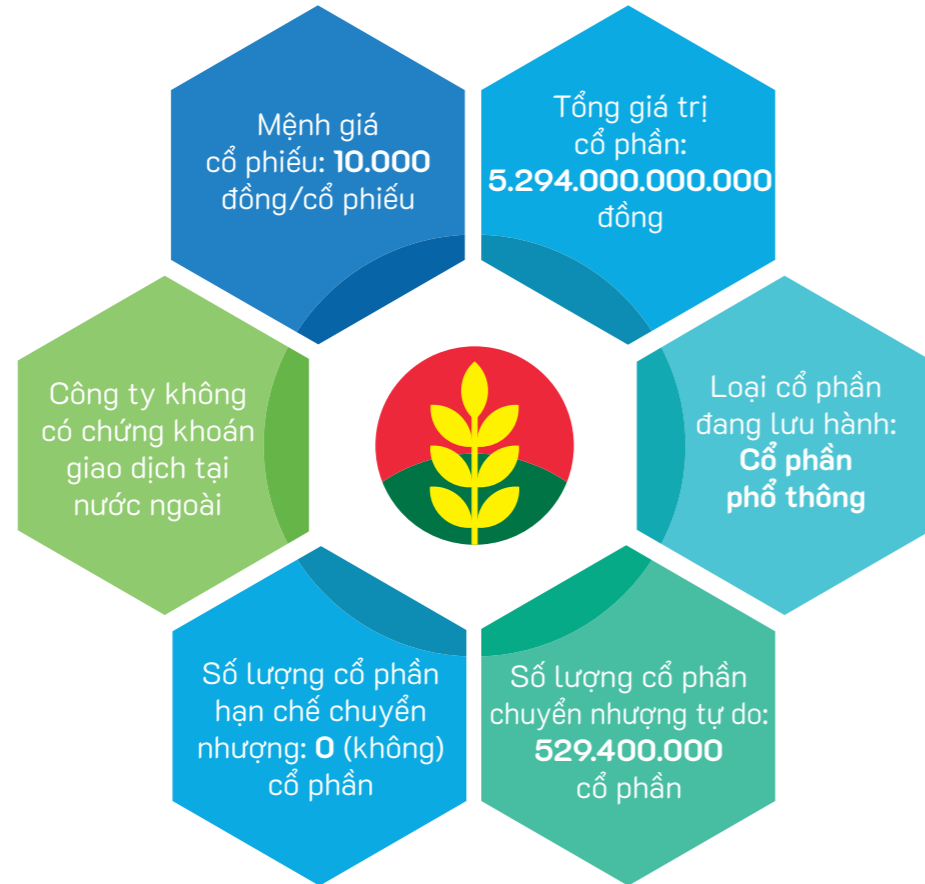 Mệnh giá
cổ phiếu: 10.000
đồng/cổ phiếu
Tổng giá trị
cổ phần:
5.294.000.000.000
đồng
Công ty không
có chứng khoán
giao dịch tại
nước ngoài
Loại cổ phần
đang lưu hành:
Cổ phần
phổ thông
Số lượng cổ phần
hạn chế chuyển
nhượng: 0 (không)
cổ phần
Số lượng cổ phần
chuyển nhượng tự do:
529.400.000
cổ phần